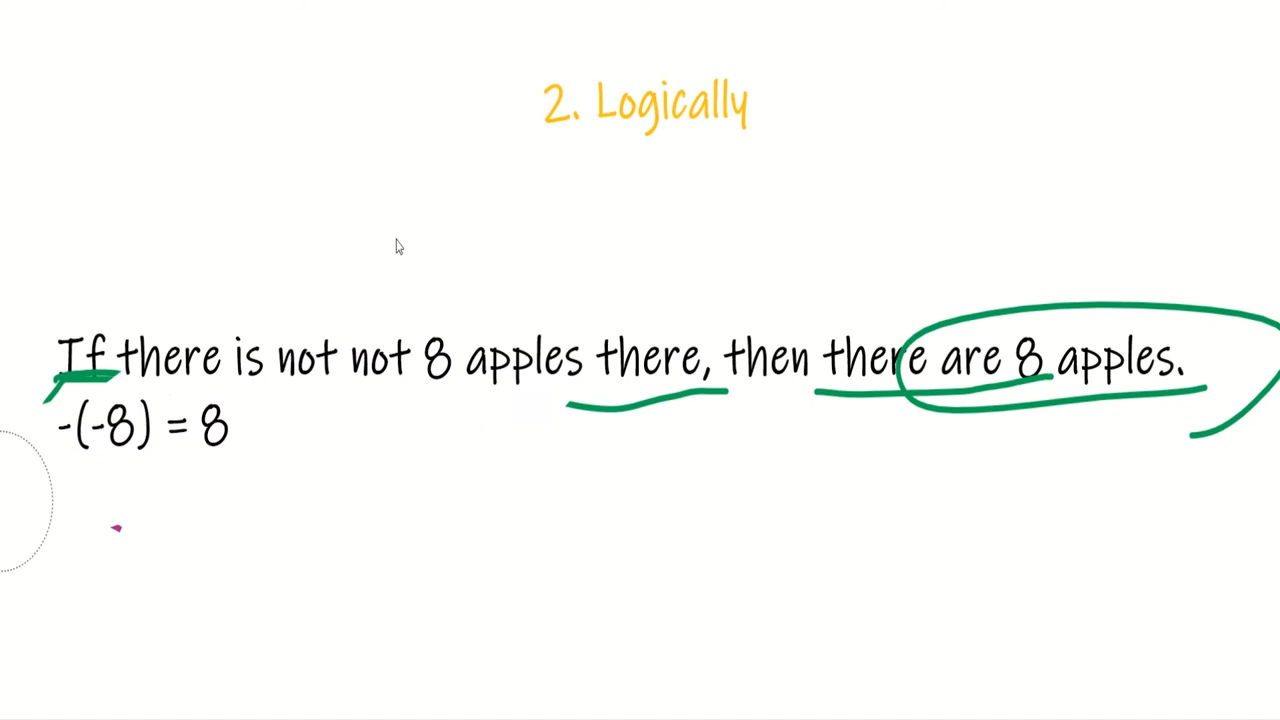 2. Logically
If there is not not 8 apples there, then there are 8 apples.
-(-8) = 8